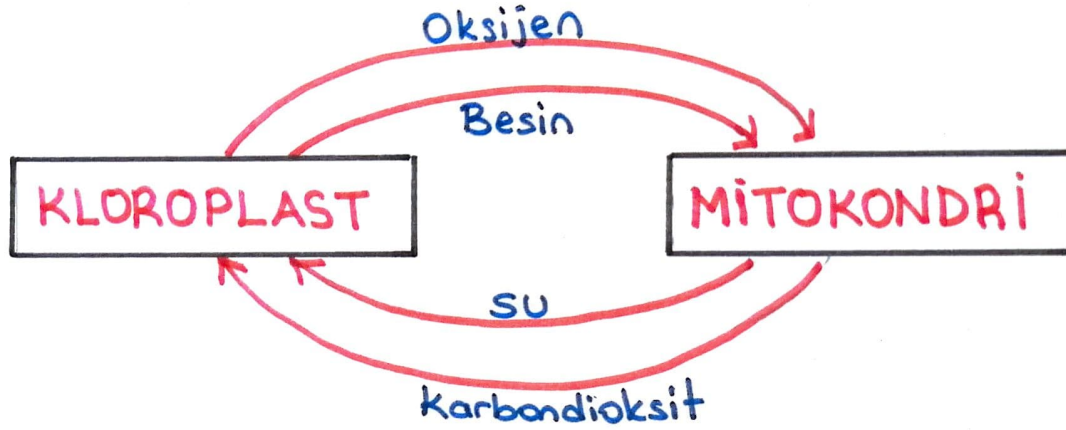 Oksijen
Besin
KLOROPLAST
MİTOKONDRİ
SU
Karbondioksit